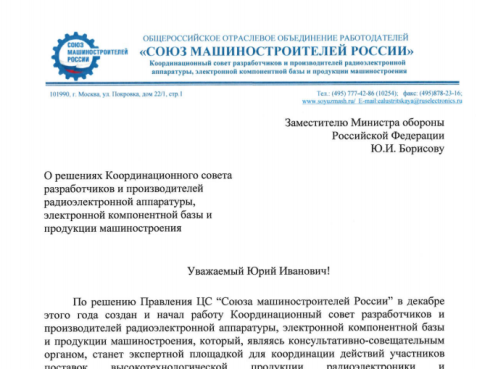 СОЮЗ
МАШИНОСТРОИТЕЛЕЙ
РОССИИ
ОБЩЕРОССИЙСКОЕ ОТРАСЛЕВОЕ ОБЪЕДИНЕНИЕ РАБОТОДАТЕЛЕЙ
«СОЮЗ МАШИНОСТРОИТЕЛЕЙ РОССИИ»
Координационный совет разработчиков и производителей радиоэлектронной
аппаратуры, электронной компонентной базы и продукции машиностроения
101990, г. Москва, ул. Покровка, дом 22/1, стр.1
Тел.: (495) 777-42-86 (10254); факс: (495)878-23-16;
www.soyuzmash.ru/ E-mail:
Заместителю Министра обороны
Российской Федерации
Ю.И. Борисову
О решениях Координационного совета
разработчиков и производителей
радиоэлектронной аппаратуры,
электронной компонентной базы и
продукции машиностроения
Уважаемый Юрий Иванович!
По решению Правления ЦС “Союза машиностроителей России” в декабре
этого года создан и начал работу Координационный совет разработчиков и
производителей радиоэлектронной аппаратуры, электронной компонентной базы
и продукции машиностроения, который, являясь консультативно-совещательным
органом, станет экспертной площадкой для координации действий участников
поставок высокотехнологической продукции радиоэлектроники и